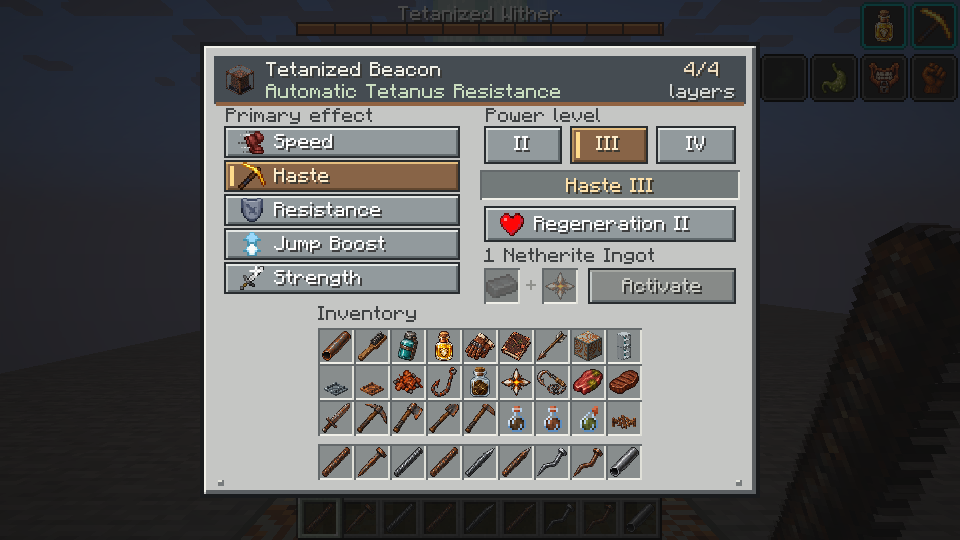 Tetanized Wither
Tetanized Beacon
4/4
Automatic Tetanus Resistance
layers
Primary effect
Speed
Haste
Resistance
Jump Boost
Strength
Power level
II
III
IV
Haste III
Regeneration II
1 Netherite Ingot
+
Activate
Inventory